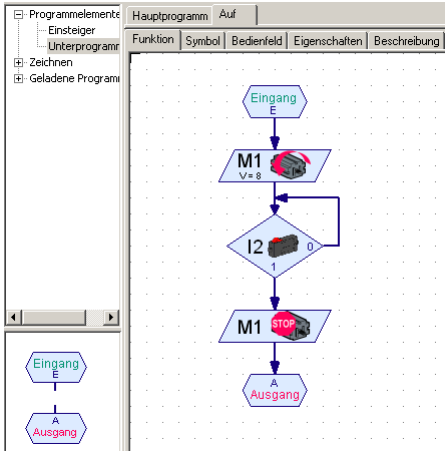 Programmelemente
Einsteiger
Unterprogramm
Zeichnen
Geladene Program
Hauptprogramm Auf
Funktion Symbol Bedienfeld Eigenschaften Beschreibung
Eingang
E
M1
V= 8
I2
0
1
M1 STOP
A
Ausgang
Eingang
E
A
Ausgang